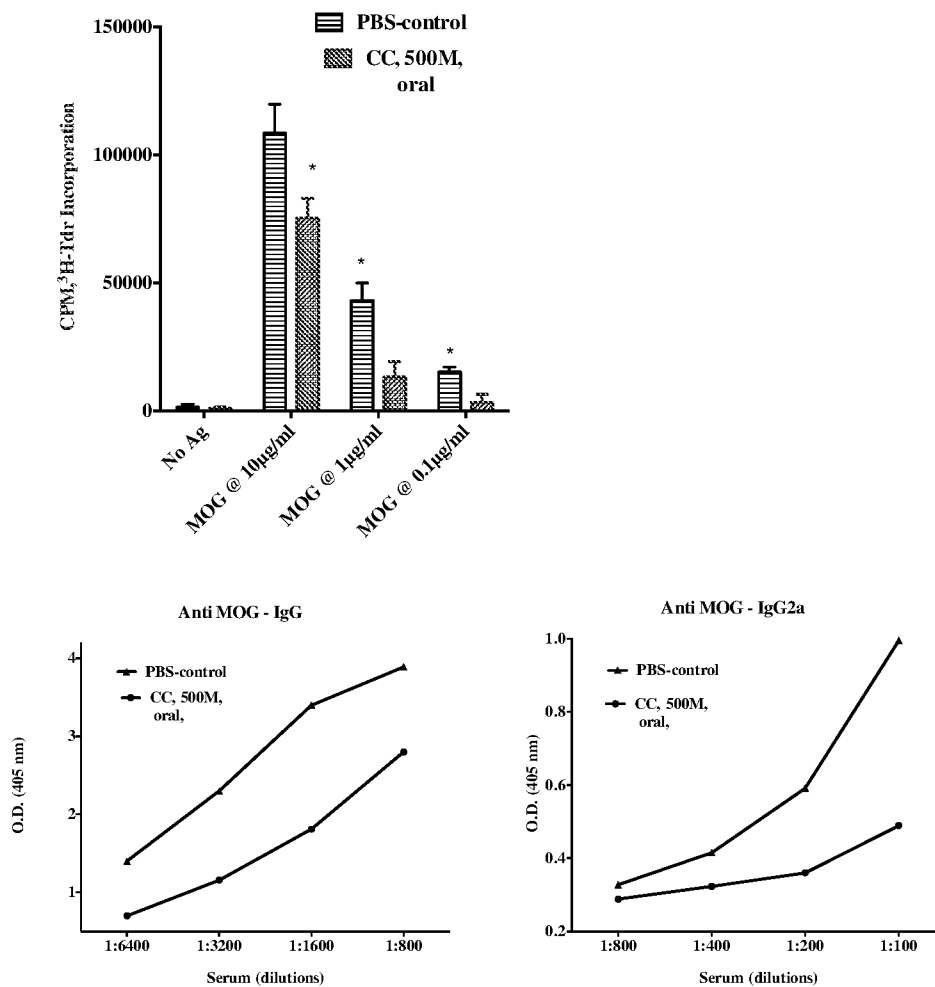 150000
PBS-control
CC, 500M,
oral
100000
50000
0
CPM,³H-Tdr Incorporation
*
*
*
No Ag
MOG @ 10µg/ml
MOG @ 1µg/ml
MOG @ 0.1µg/ml
Anti MOG - IgG
4
3
2
1
PBS-control
CC, 500M,
oral,
O.D. (405 nm)
1:6400
1:3200
1:1600
1:800
Serum (dilutions)
Anti MOG - IgG2a
1.0
0.8
0.6
0.4
0.2
PBS-control
CC, 500M,
oral,
O.D. (405 nm)
1:800
1:400
1:200
1:100
Serum (dilutions)